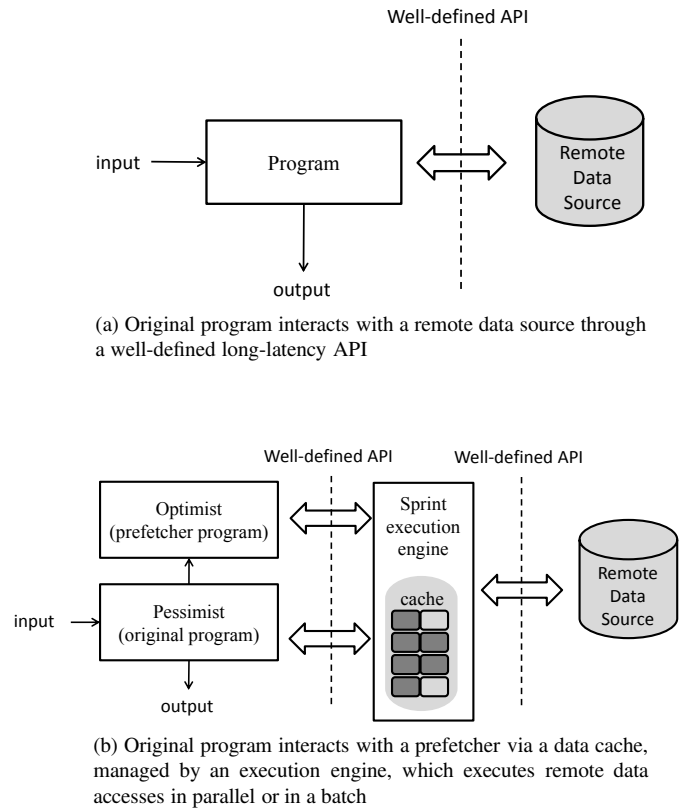 Well-defined API
input
Program
Remote
Data
Source
output
(a) Original program interacts with a remote data source through
a well-defined long-latency API
Well-defined API
Well-defined API
Optimist
(prefetcher program)
Sprint
execution
engine
cache
Remote
Data
Source
input
Pessimist
(original program)
output
(b) Original program interacts with a prefetcher via a data cache,
managed by an execution engine, which executes remote data
accesses in parallel or in a batch